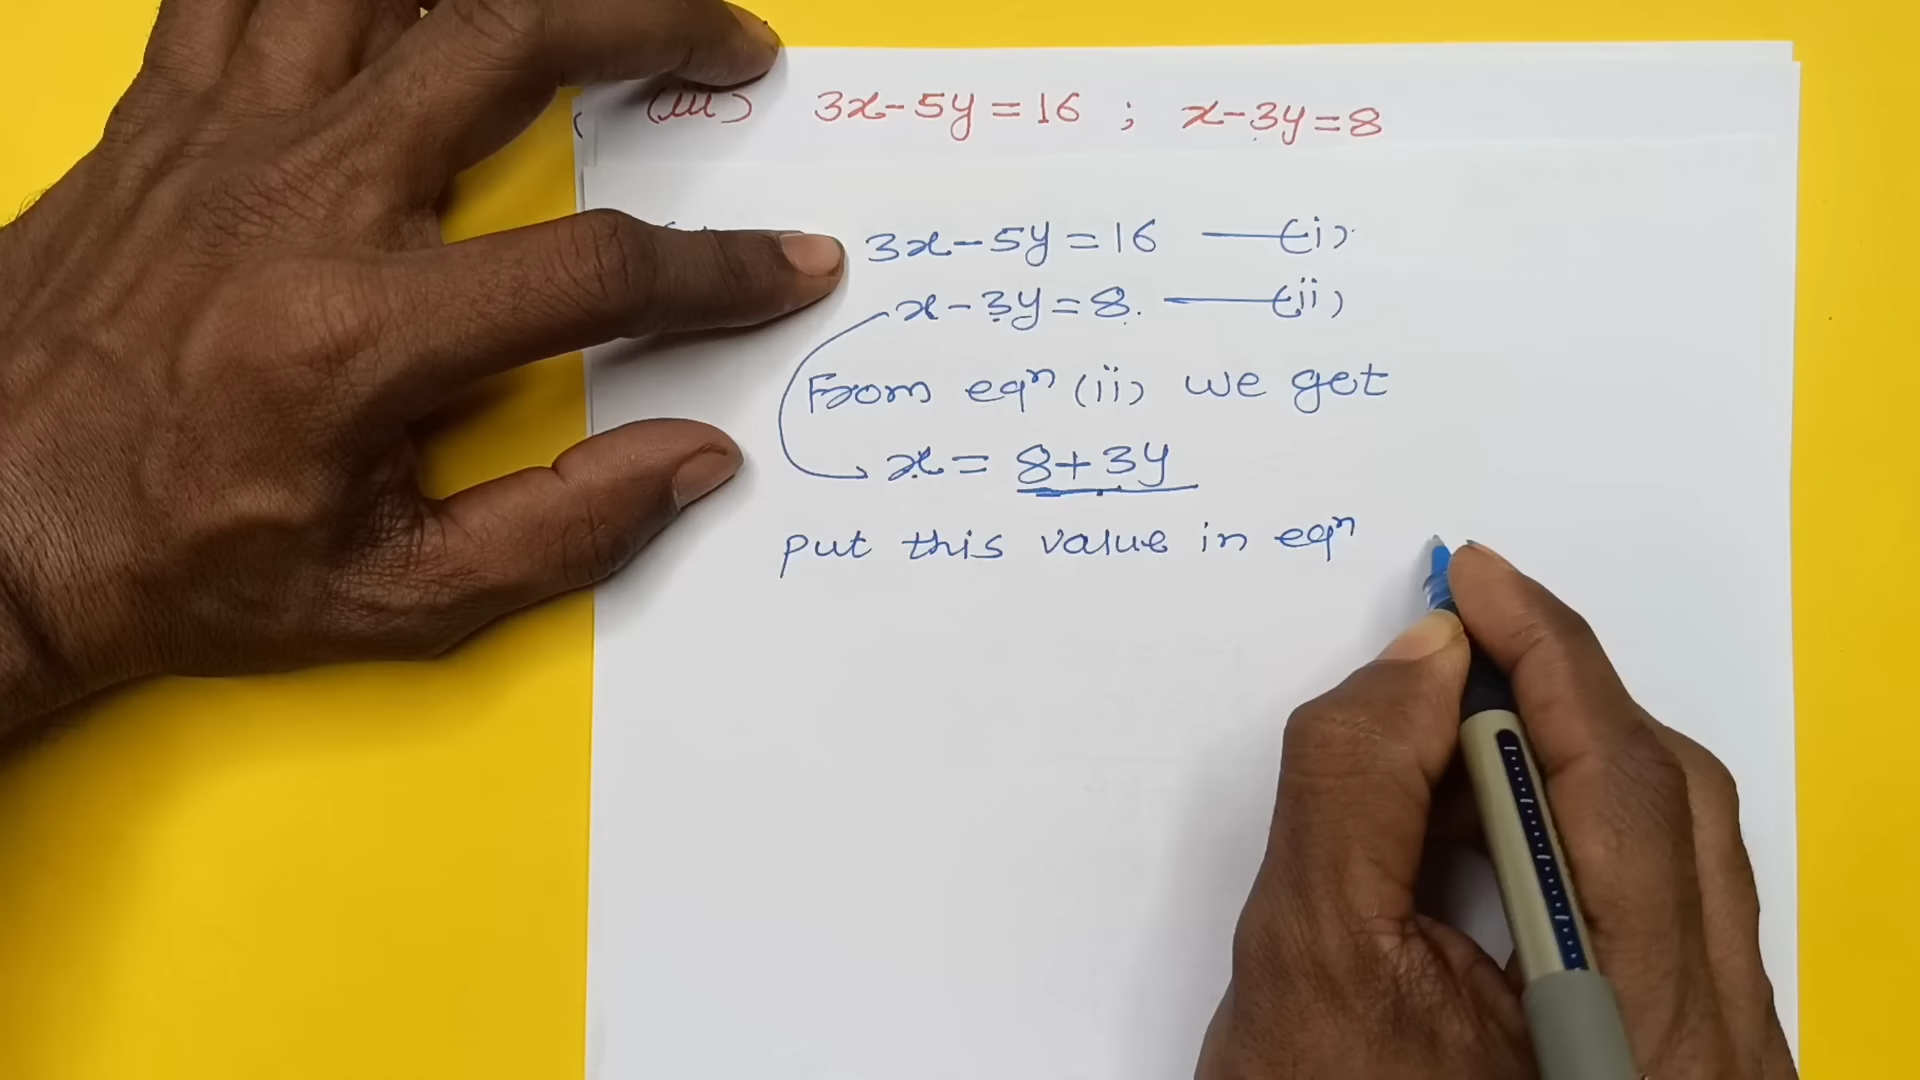 (iii) 3x-5y=16 ; x-3y=8
3x-5y=16 —(i)
x-3y=8. —(ii)
From eqⁿ (ii) we get
x = 8+3y
put this value in eqⁿ